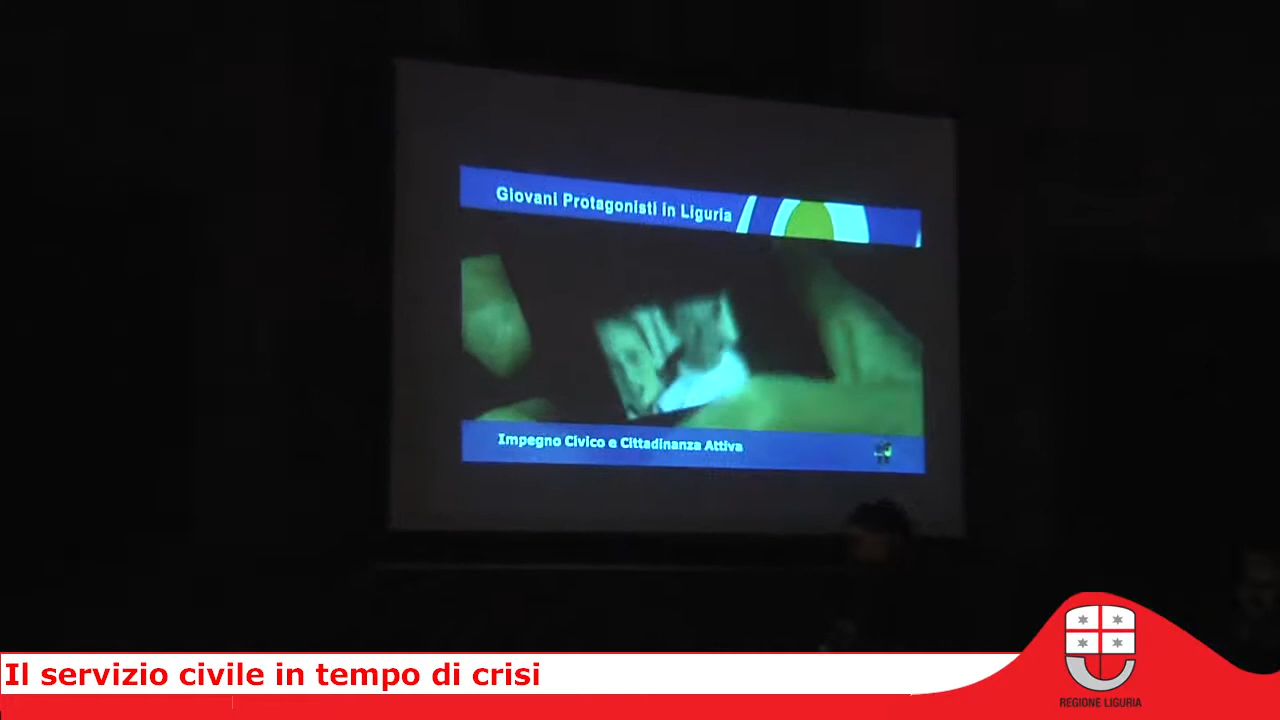 Giovani Protagonisti in Liguria
Impegno Civico e Cittadinanza Attiva
Il servizio civile in tempo di crisi
REGIONE LIGURIA